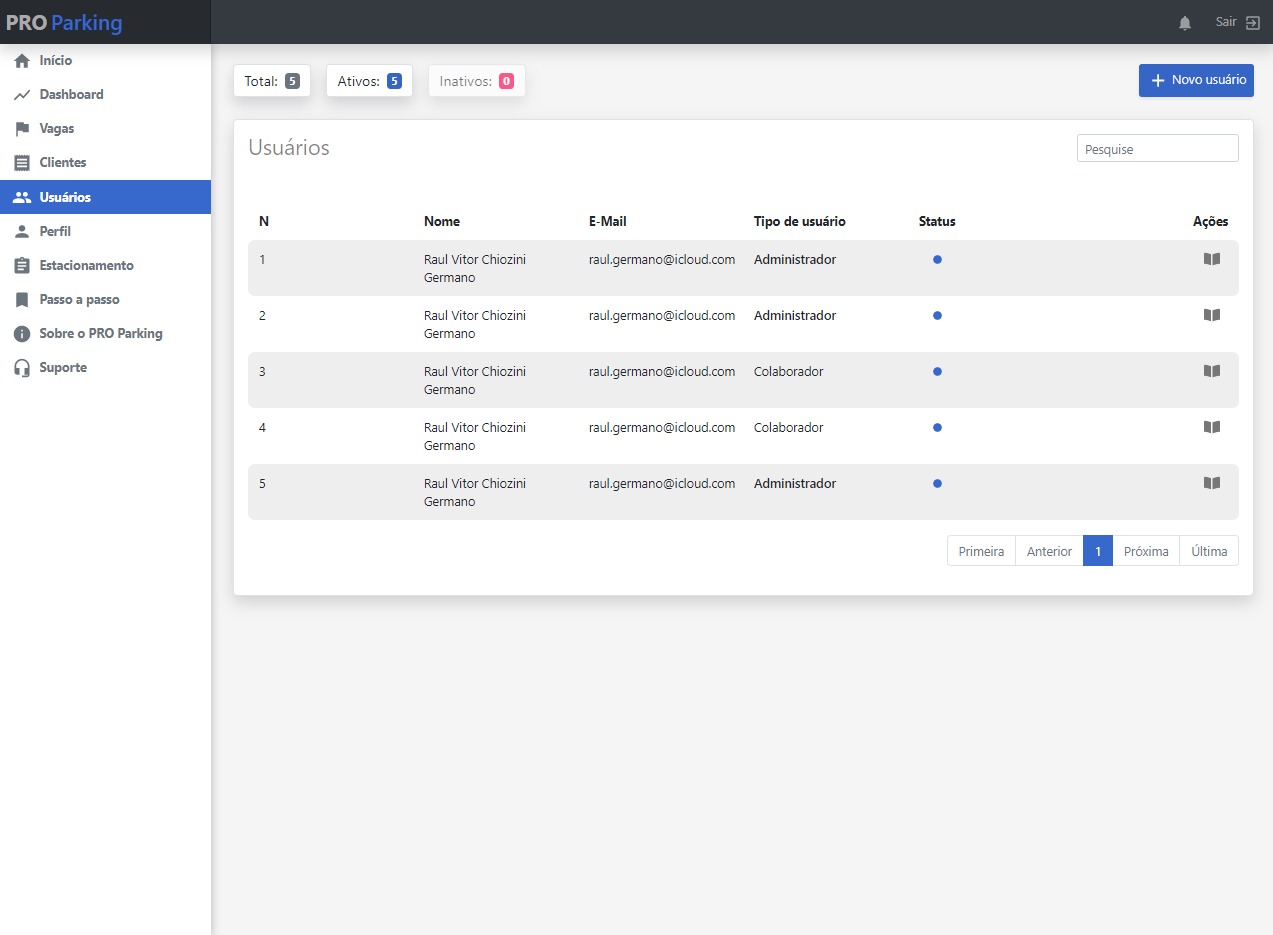 PRO Parking
Sair
Início
Dashboard
Vagas
Clientes
Usuários
Perfil
Estacionamento
Passo a passo
Sobre o PRO Parking
Suporte
Total: 5 Ativos: 5 Inativos: 0
Novo usuário
Usuários
Pesquise
N Nome E-Mail Tipo de usuário Status Ações
1 Raul Vitor Chiozini raul.germano@icloud.com Administrador
Germano
2 Raul Vitor Chiozini raul.germano@icloud.com Administrador
Germano
3 Raul Vitor Chiozini raul.germano@icloud.com Colaborador
Germano
4 Raul Vitor Chiozini raul.germano@icloud.com Colaborador
Germano
5 Raul Vitor Chiozini raul.germano@icloud.com Administrador
Germano
Primeira Anterior 1 Próxima Última